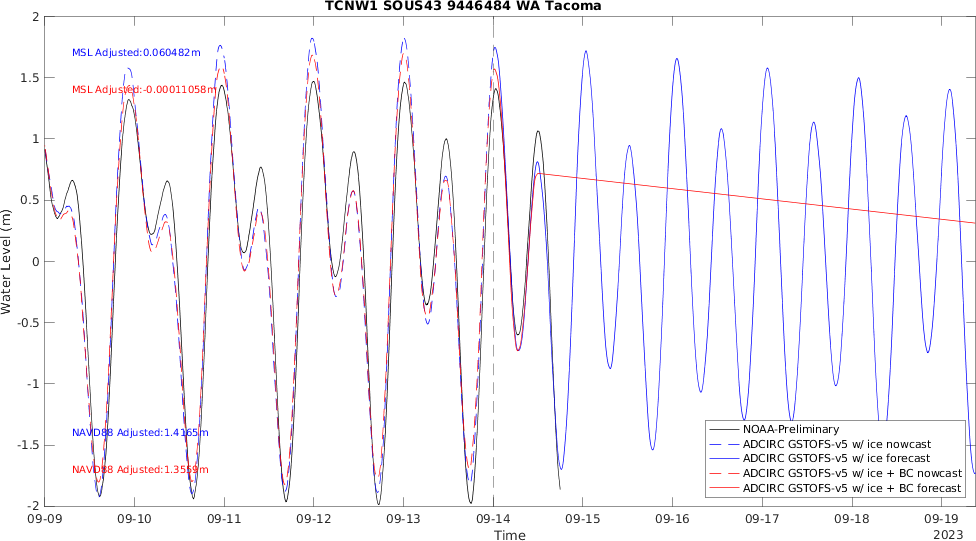 TCNW1 SOUS43 9446484 WA Tacoma
2
1.5
1
0.5
0
-0.5
-1
-1.5
-2
Water Level (m)
MSL Adjusted:0.060482m
MSL Adjusted:-0.00011058m
NAVD88 Adjusted:1.4165m
NAVD88 Adjusted:1.3559m
NOAA-Preliminary
ADCIRC GSTOFS-v5 w/ ice nowcast
ADCIRC GSTOFS-v5 w/ ice forecast
ADCIRC GSTOFS-v5 w/ ice + BC nowcast
ADCIRC GSTOFS-v5 w/ ice + BC forecast
09-09 09-10 09-11 09-12 09-13 09-14 09-15 09-16 09-17 09-18 09-19
Time 2023